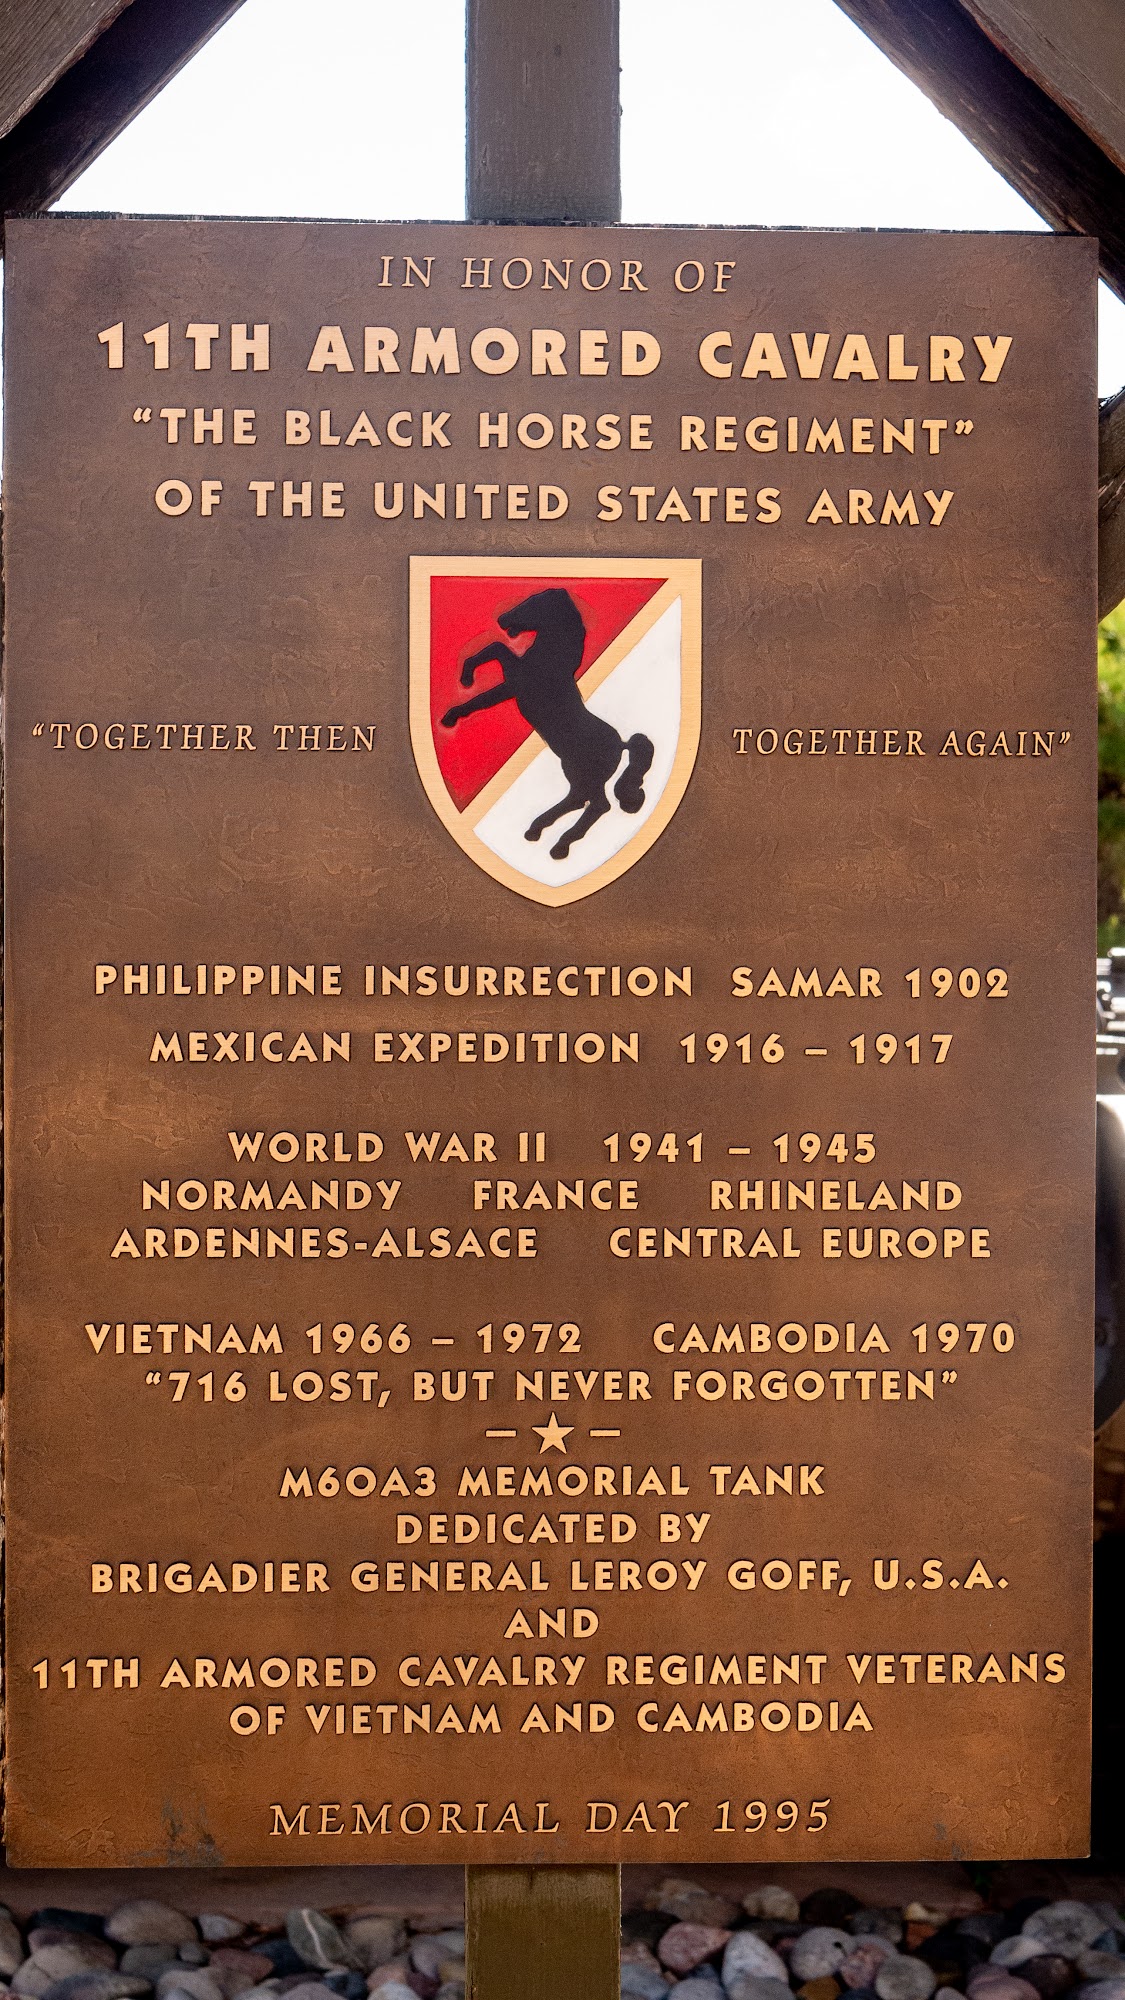 IN HONOR OF
11TH ARMORED CAVALRY
“THE BLACK HORSE REGIMENT”
OF THE UNITED STATES ARMY
“TOGETHER THEN TOGETHER AGAIN”
PHILIPPINE INSURRECTION SAMAR 1902
MEXICAN EXPEDITION 1916 – 1917
WORLD WAR II 1941 – 1945
NORMANDY FRANCE RHINELAND
ARDENNES-ALSACE CENTRAL EUROPE
VIETNAM 1966 – 1972 CAMBODIA 1970
“716 LOST, BUT NEVER FORGOTTEN”
– ★ –
M60A3 MEMORIAL TANK
DEDICATED BY
BRIGADIER GENERAL LEROY GOFF, U.S.A.
AND
11TH ARMORED CAVALRY REGIMENT VETERANS
OF VIETNAM AND CAMBODIA
MEMORIAL DAY 1995